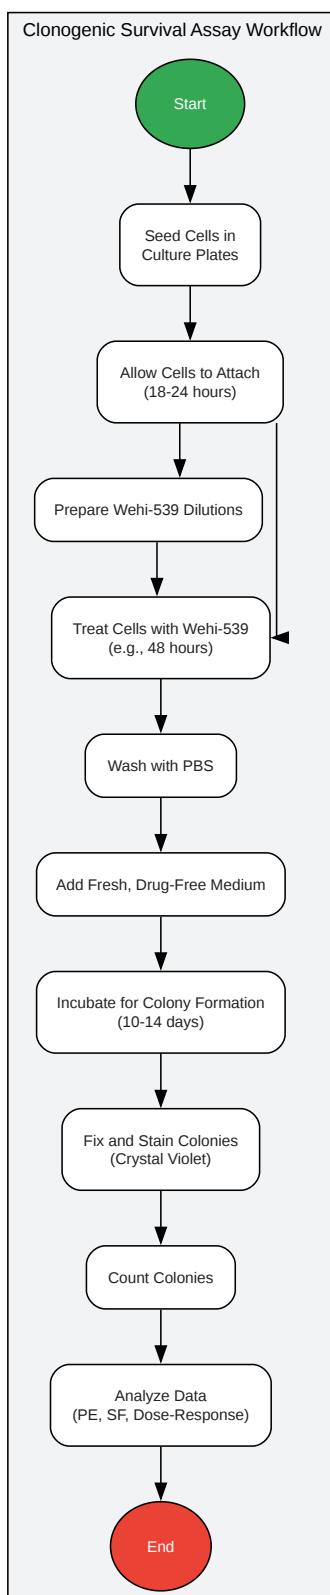 Clonogenic Survival Assay Workflow
Start
Seed Cells in
Culture Plates
Allow Cells to Attach
(18-24 hours)
Prepare Wehi-539 Dilutions
Treat Cells with Wehi-539
(e.g., 48 hours)
Wash with PBS
Add Fresh, Drug-Free Medium
Incubate for Colony Formation
(10-14 days)
Fix and Stain Colonies
(Crystal Violet)
Count Colonies
Analyze Data
(PE, SF, Dose-Response)
End